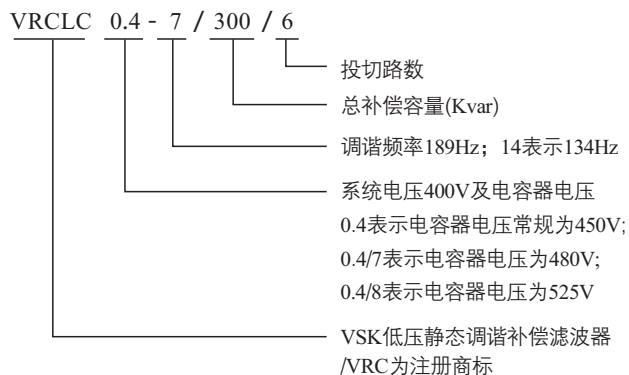 VRCLC 0.4 - 7 / 300 / 6
投切路数
总补偿容量(Kvar)
调谐频率189Hz；14表示134Hz
系统电压400V及电容器电压
0.4表示电容器电压常规为450V;
0.4/7表示电容器电压为480V;
0.4/8表示电容器电压为525V
VSK低压静态调谐补偿滤波器
/VRC为注册商标